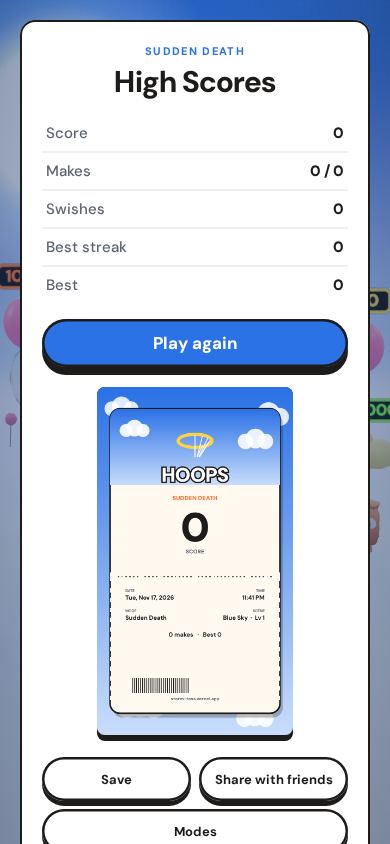 SUDDEN DEATH
High Scores
Score 0
Makes 0 / 0
Swishes 0
Best streak 0
Best 0
10
0
Play again
HOOPS
SUDDEN DEATH
0
SCORE
DATE TIME
Tue, Nov 17, 2026 11:41 PM
MODE SCENE
Sudden Death Blue Sky · Lv 1
0 makes · Best 0
Save Share with friends
Modes